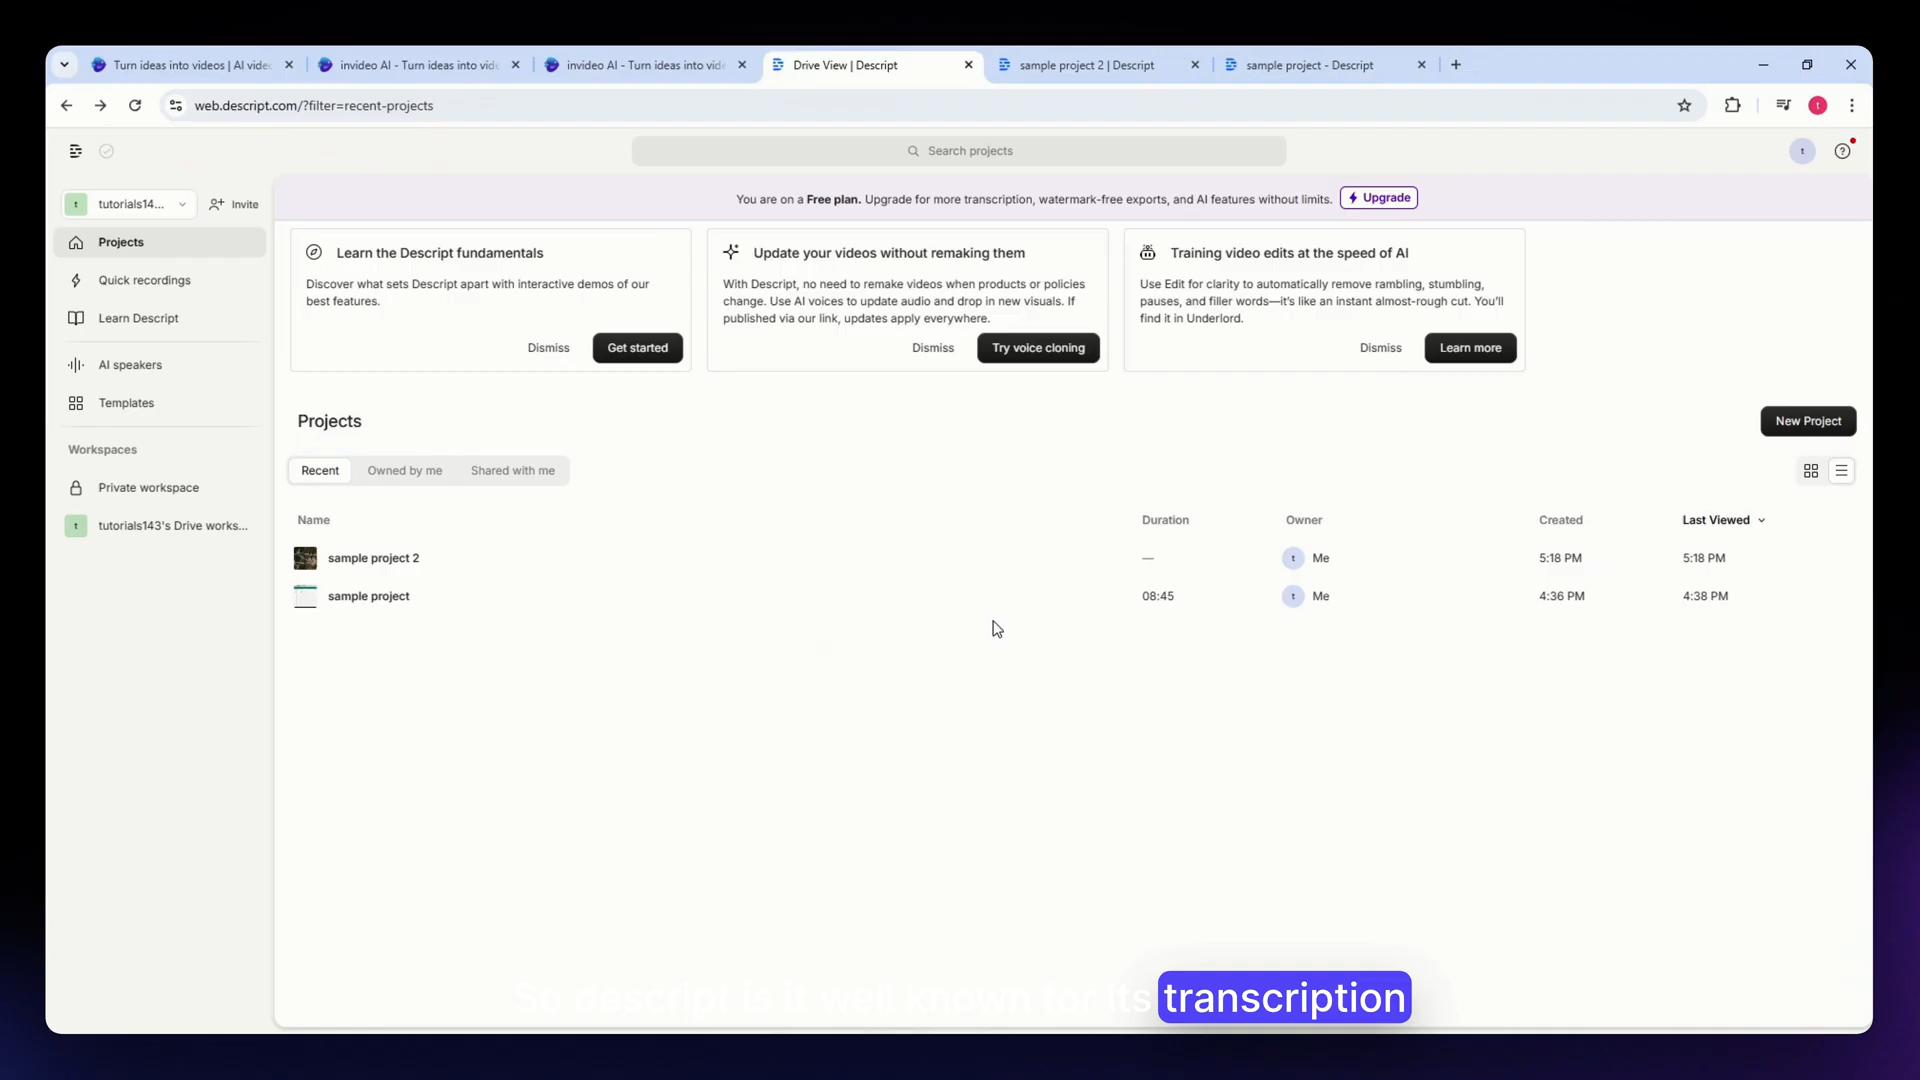 Turn ideas into videos | AI videc
invideo AI - Turn ideas into vide
invideo AI - Turn ideas into vide
Drive View | Descript
sample project 2 | Descript
sample project - Descript
web.descript.com/?filter=recent-projects
t
Search projects
t
t tutorials14...
Invite
You are on a Free plan. Upgrade for more transcription, watermark-free exports, and AI features without limits.
Upgrade
Projects
Quick recordings
Learn Descript
AI speakers
Templates
Workspaces
Private workspace
t tutorials143's Drive works...
Learn the Descript fundamentals
Discover what sets Descript apart with interactive demos of our
best features.
Dismiss
Get started
Update your videos without remaking them
With Descript, no need to remake videos when products or policies
change. Use AI voices to update audio and drop in new visuals. If
published via our link, updates apply everywhere.
Dismiss
Try voice cloning
Training video edits at the speed of AI
Use Edit for clarity to automatically remove rambling, stumbling,
pauses, and filler words—it's like an instant almost-rough cut. You'll
find it in Underlord.
Dismiss
Learn more
Projects
New Project
Recent
Owned by me
Shared with me
Name Duration Owner Created Last Viewed
sample project 2 — t Me 5:18 PM 5:18 PM
sample project 08:45 t Me 4:36 PM 4:38 PM
So descript is it well known for its transcription